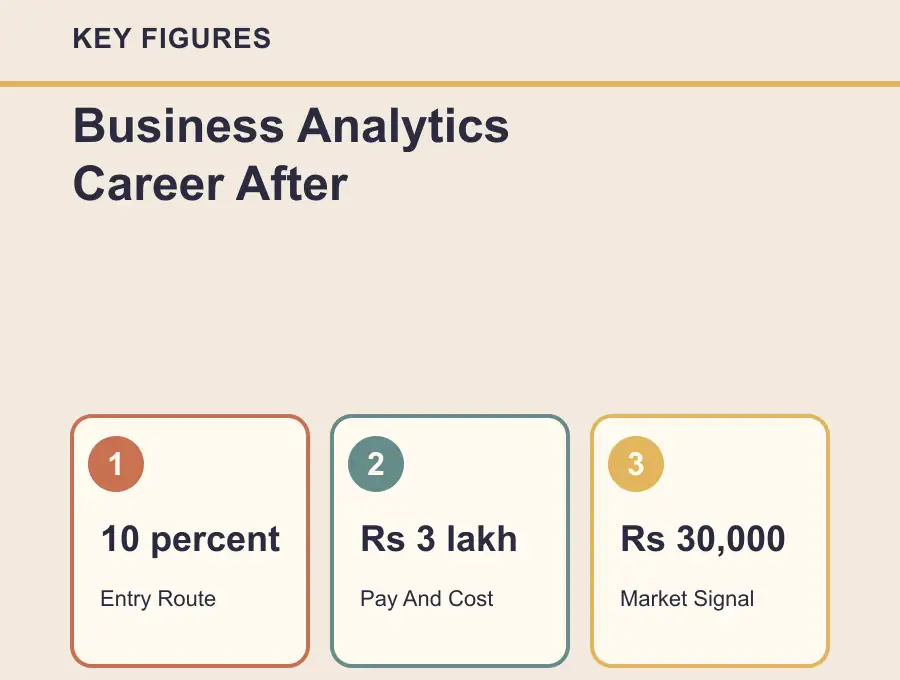 KEY FIGURES
Business Analytics
Career After
1
10 percent
Entry Route
2
Rs 3 lakh
Pay And Cost
3
Rs 30,000
Market Signal